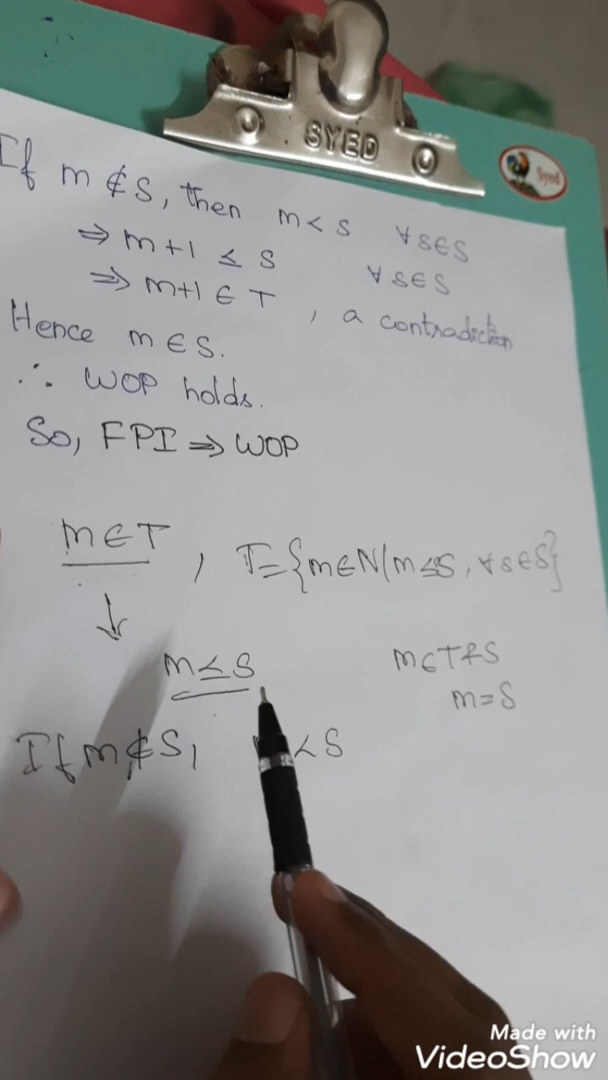 SYED
Syed
If m ∉ S, then m < s ∀ s ∈ S
⇒ m+1 ≤ s ∀ s ∈ S
⇒ m+1 ∈ T , a contradiction
Hence m ∈ S.
∴ WOP holds.
So, FPI ⇒ WOP
m ∈ T , T = {m ∈ N / m ≤ s, ∀ s ∈ S}
↓
m ≤ s
m ∈ T & S
m = s
If m ∉ S, < s
Made with
VideoShow